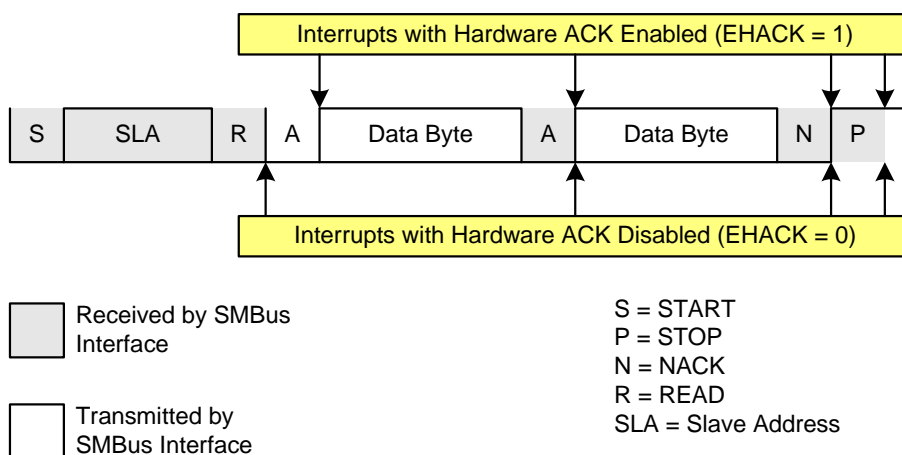 Interrupts with Hardware ACK Enabled (EHACK = 1)
S SLA R A Data Byte A Data Byte N P
Interrupts with Hardware ACK Disabled (EHACK = 0)
Received by SMBus
Interface
Transmitted by
SMBus Interface
S = START
P = STOP
N = NACK
R = READ
SLA = Slave Address